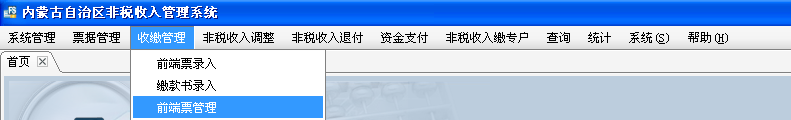 内蒙古自治区非税收入管理系统
系统管理 票据管理 收缴管理 非税收入调整 非税收入退付 资金支付 非税收入缴专户 查询 统计 系统(S) 帮助(H)
首页
前端票录入
缴款书录入
前端票管理